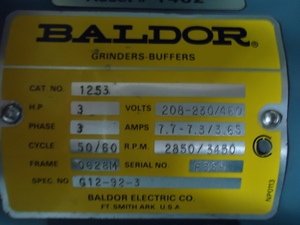 BALDOR
GRINDERS-BUFFERS
CAT NO. 1253
H.P. 3 VOLTS 208-230/460
PHASE 3 AMPS 7.7-7.3/3.65
CYCLE 50/60 R.P.M. 2850/3450
FRAME SERIAL NO.
SPEC NO. G12-92-3
BALDOR ELECTRIC CO.
FT. SMITH ARK U.S.A
NP0113